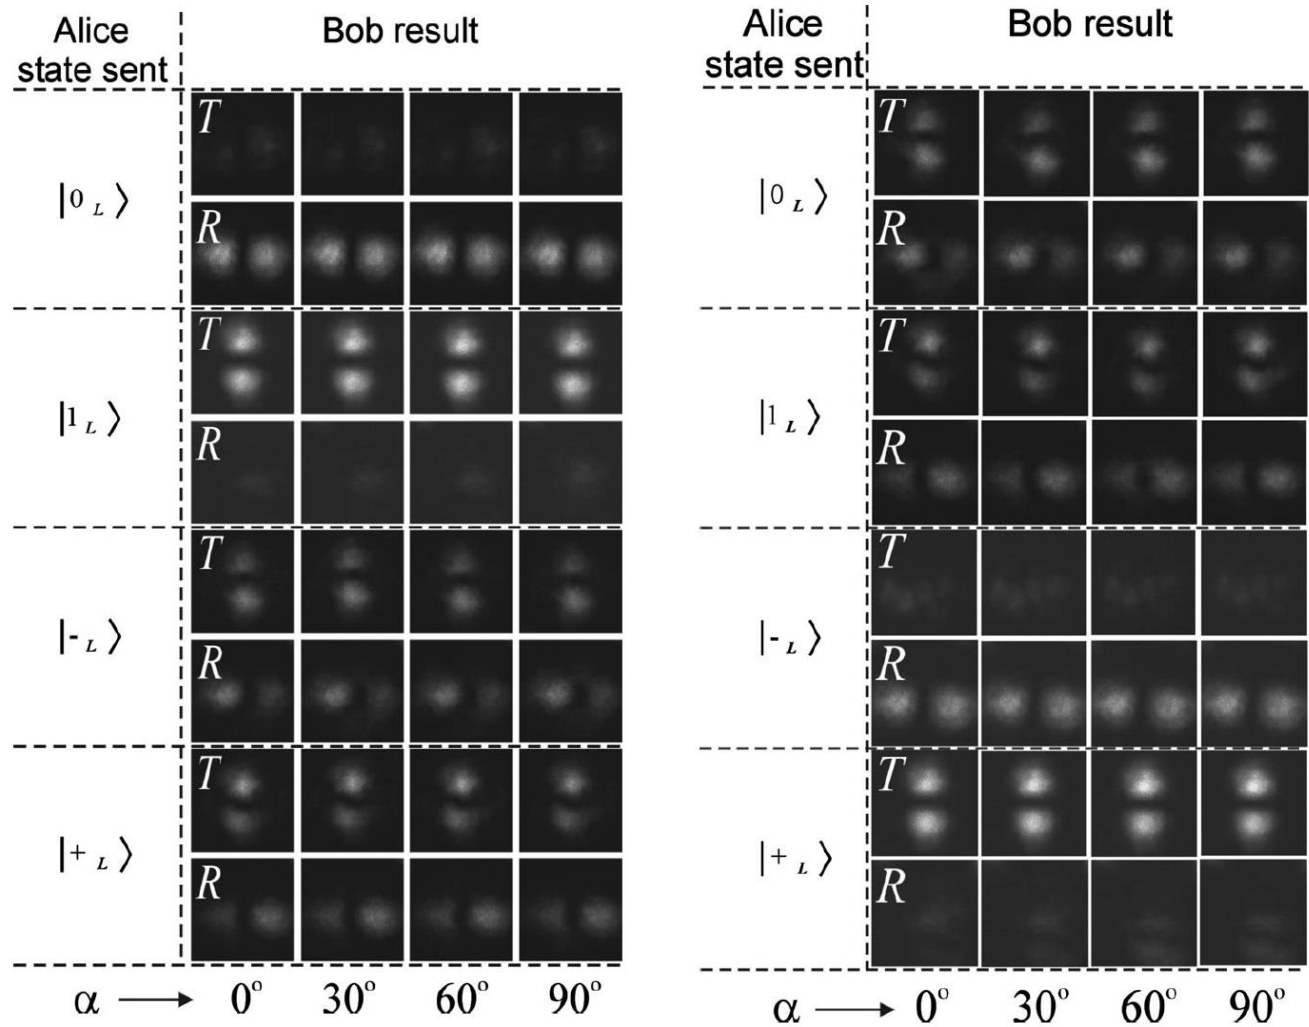 Alice
state sent
Bob result
|0 L⟩
T
R
|1 L⟩
T
R
|- L⟩
T
R
|+ L⟩
T
R
α → 0° 30° 60° 90°
Alice
state sent
Bob result
|0 L⟩
T
R
|1 L⟩
T
R
|- L⟩
T
R
|+ L⟩
T
R
α → 0° 30° 60° 90°